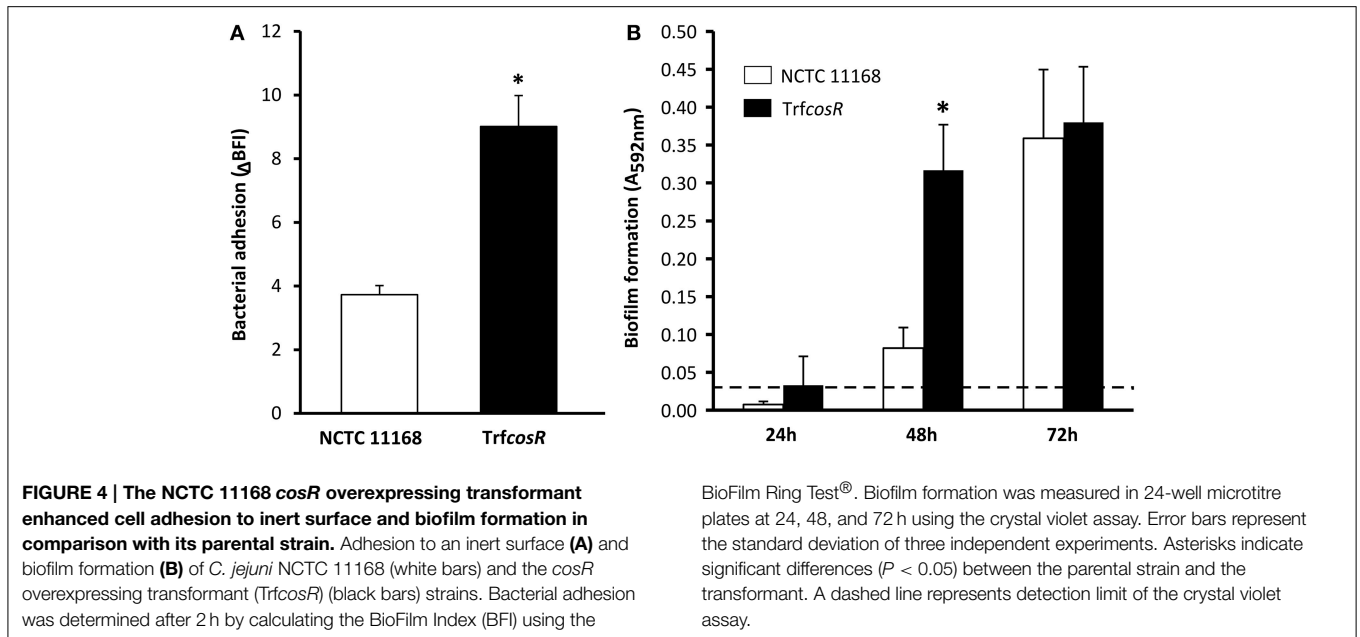 A
12
10
8
6
4
2
0
Bacterial adhesion (ΔBFI)
*
NCTC 11168
TrfcosR
B
0.50
0.45
0.40
0.35
0.30
0.25
0.20
0.15
0.10
0.05
0.00
Biofilm formation (A592nm)
NCTC 11168
TrfcosR
*
24h
48h
72h
FIGURE 4 | The NCTC 11168 cosR overexpressing transformant
enhanced cell adhesion to inert surface and biofilm formation in
comparison with its parental strain. Adhesion to an inert surface (A) and
biofilm formation (B) of C. jejuni NCTC 11168 (white bars) and the cosR
overexpressing transformant (TrfcosR) (black bars) strains. Bacterial adhesion
was determined after 2 h by calculating the BioFilm Index (BFI) using the
BioFilm Ring Test®. Biofilm formation was measured in 24-well microtitre
plates at 24, 48, and 72 h using the crystal violet assay. Error bars represent
the standard deviation of three independent experiments. Asterisks indicate
significant differences (P < 0.05) between the parental strain and the
transformant. A dashed line represents detection limit of the crystal violet
assay.